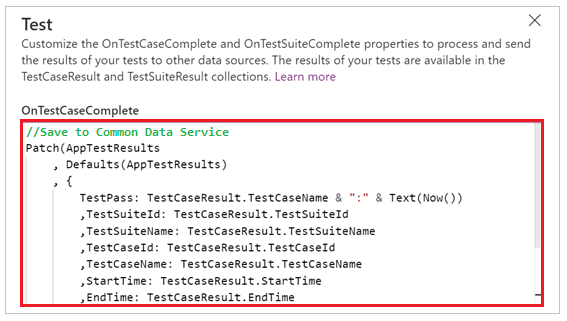 Test
Customize the OnTestCaseComplete and OnTestSuiteComplete properties to process and send
the results of your tests to other data sources. The results of your tests are available in the
TestCaseResult and TestSuiteResult collections. Learn more
OnTestCaseComplete
//Save to Common Data Service
Patch(AppTestResults
, Defaults(AppTestResults)
, {
TestPass: TestCaseResult.TestCaseName & ":" & Text(Now())
,TestSuiteId: TestCaseResult.TestSuiteId
,TestSuiteName: TestCaseResult.TestSuiteName
,TestCaseId: TestCaseResult.TestCaseId
,TestCaseName: TestCaseResult.TestCaseName
,StartTime: TestCaseResult.StartTime
,EndTime: TestCaseResult.EndTime